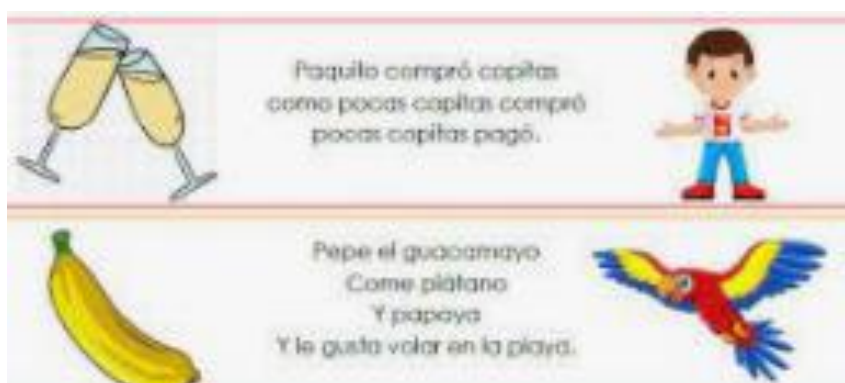 Paquito compró copitas
como pocas copitas compró
pocas copitas pagó.
Pepe el guacamayo
Come plátano
Y papaya
Y le gusta volar en la playa.